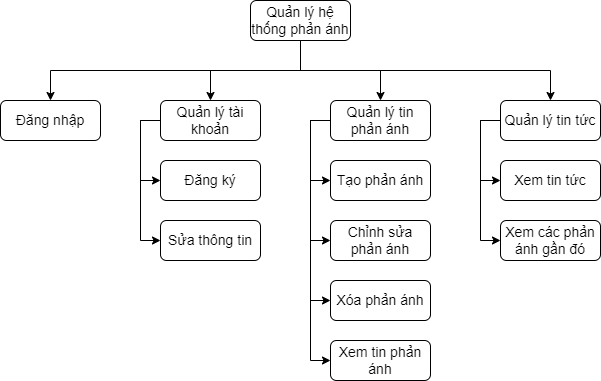 Quản lý hệ
thống phản ánh
Đăng nhập
Quản lý tài
khoản
Đăng ký
Sửa thông tin
Quản lý tin
phản ánh
Tạo phản ánh
Chỉnh sửa
phản ánh
Xóa phản ánh
Xem tin phản
ánh
Quản lý tin tức
Xem tin tức
Xem các phản
ánh gần đó